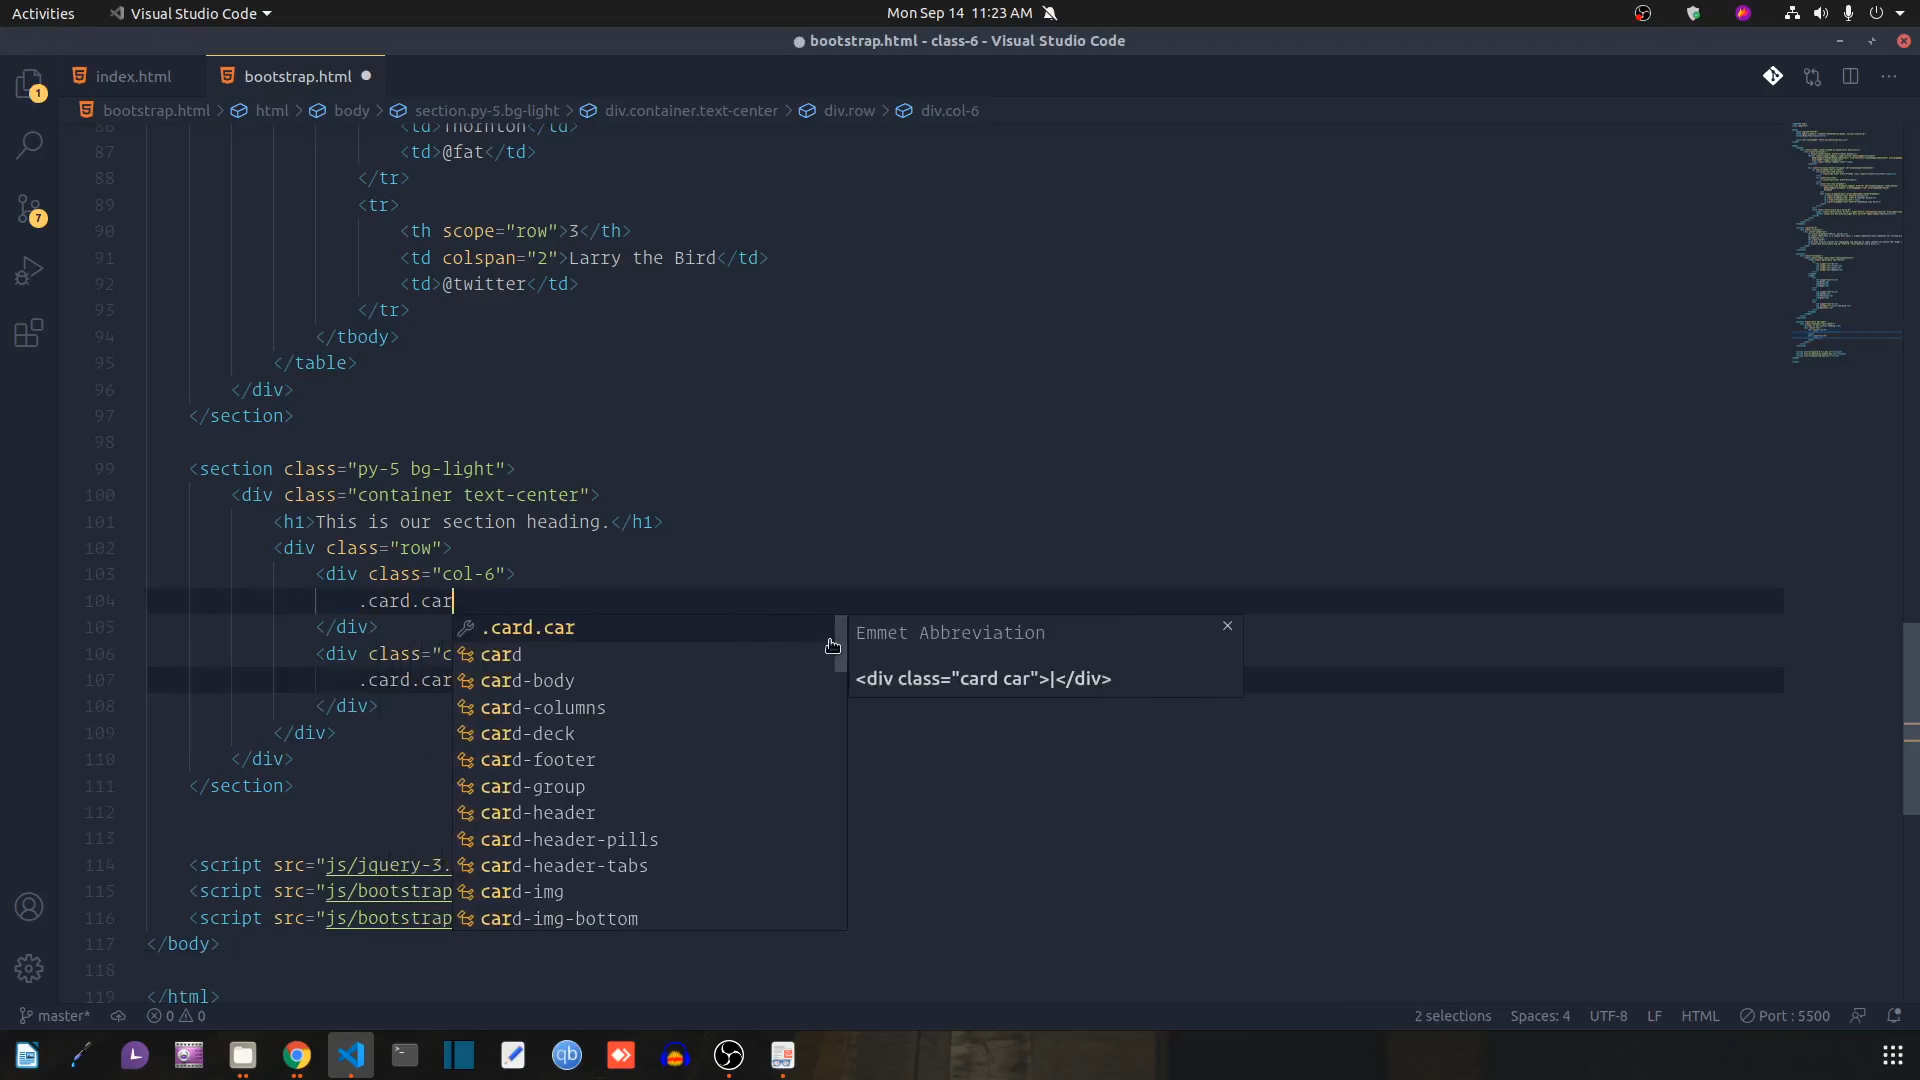 Activities
Visual Studio Code
Mon Sep 14 11:23 AM
bootstrap.html - class-6 - Visual Studio Code
index.html
bootstrap.html
bootstrap.html > html > body > section.py-5.bg-light > div.container.text-center > div.row > div.col-6
86 <td>Thornton</td>
87 <td>@fat</td>
88 </tr>
89 <tr>
90 <th scope="row">3</th>
91 <td colspan="2">Larry the Bird</td>
92 <td>@twitter</td>
93 </tr>
94 </tbody>
95 </table>
96 </div>
97 </section>
98
99 <section class="py-5 bg-light">
100 <div class="container text-center">
101 <h1>This is our section heading.</h1>
102 <div class="row">
103 <div class="col-6">
104 .card.car
105 </div>
106 <div class="c
107 .card.car
108 </div>
109 </div>
110 </div>
111 </section>
112
113
114 <script src="js/jquery-3.
115 <script src="js/bootstrap
116 <script src="js/bootstrap
117 </body>
118
119 </html>
.card.car
card
card-body
card-columns
card-deck
card-footer
card-group
card-header
card-header-pills
card-header-tabs
card-img
card-img-bottom
Emmet Abbreviation
<div class="card car">|</div>
1
7
master*
0
0
2 selections
Spaces: 4
UTF-8
LF
HTML
Port : 5500
qb